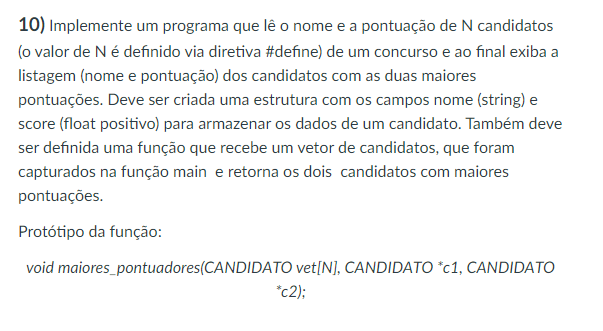 10) Implemente um programa que lê o nome e a pontuação de N candidatos
(o valor de N é definido via diretiva #define) de um concurso e ao final exiba a
listagem (nome e pontuação) dos candidatos com as duas maiores
pontuações. Deve ser criada uma estrutura com os campos nome (string) e
score (float positivo) para armazenar os dados de um candidato. Também deve
ser definida uma função que recebe um vetor de candidatos, que foram
capturados na função main e retorna os dois candidatos com maiores
pontuações.
Protótipo da função:
void maiores_pontuadores(CANDIDATO vet[N], CANDIDATO *c1, CANDIDATO
*c2);